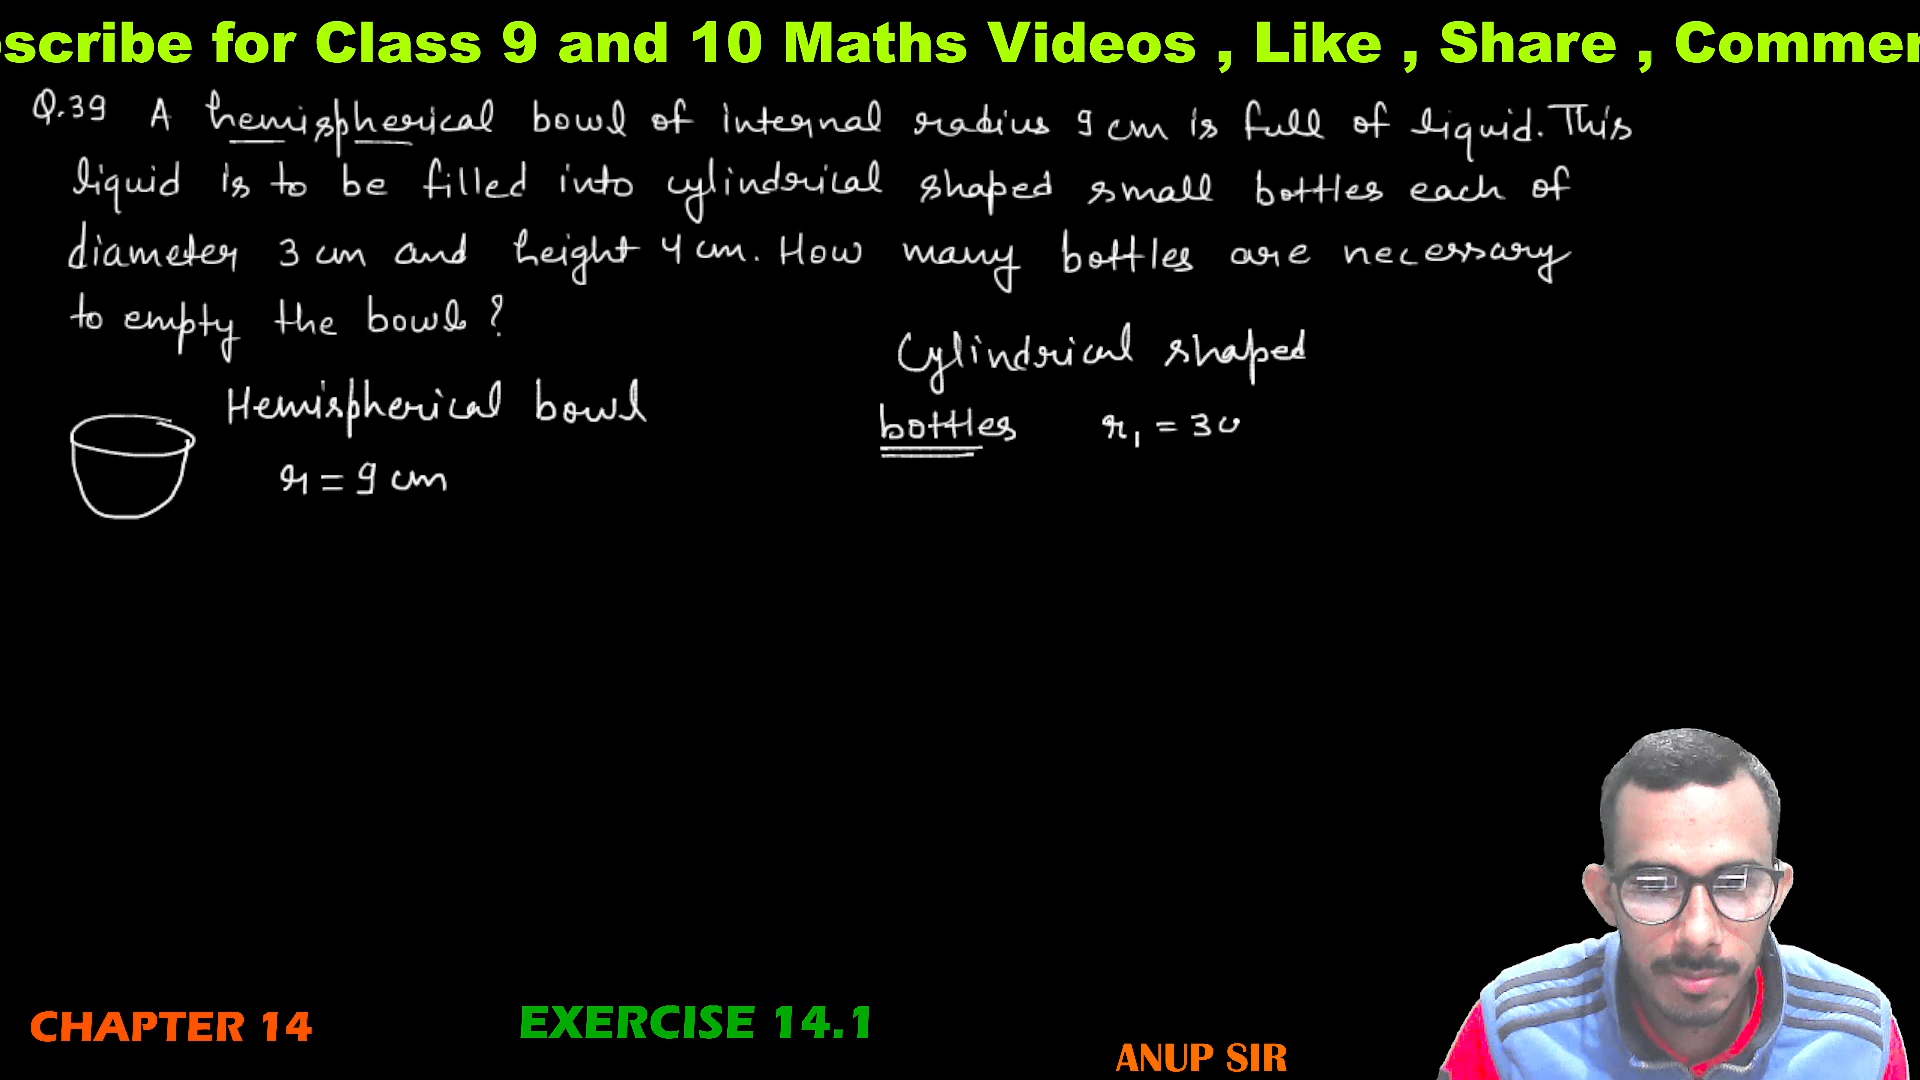 scribe for Class 9 and 10 Maths Videos , Like , Share , Commen
Q.39 A hemispherical bowl of internal radius 9 cm is full of liquid. This
liquid is to be filled into cylindrical shaped small bottles each of
diameter 3 cm and height 4 cm. How many bottles are necessary
to empty the bowl?
Hemispherical bowl
r = 9 cm
Cylindrical shaped
bottles r₁ = 3c
CHAPTER 14
EXERCISE 14.1
ANUP SIR